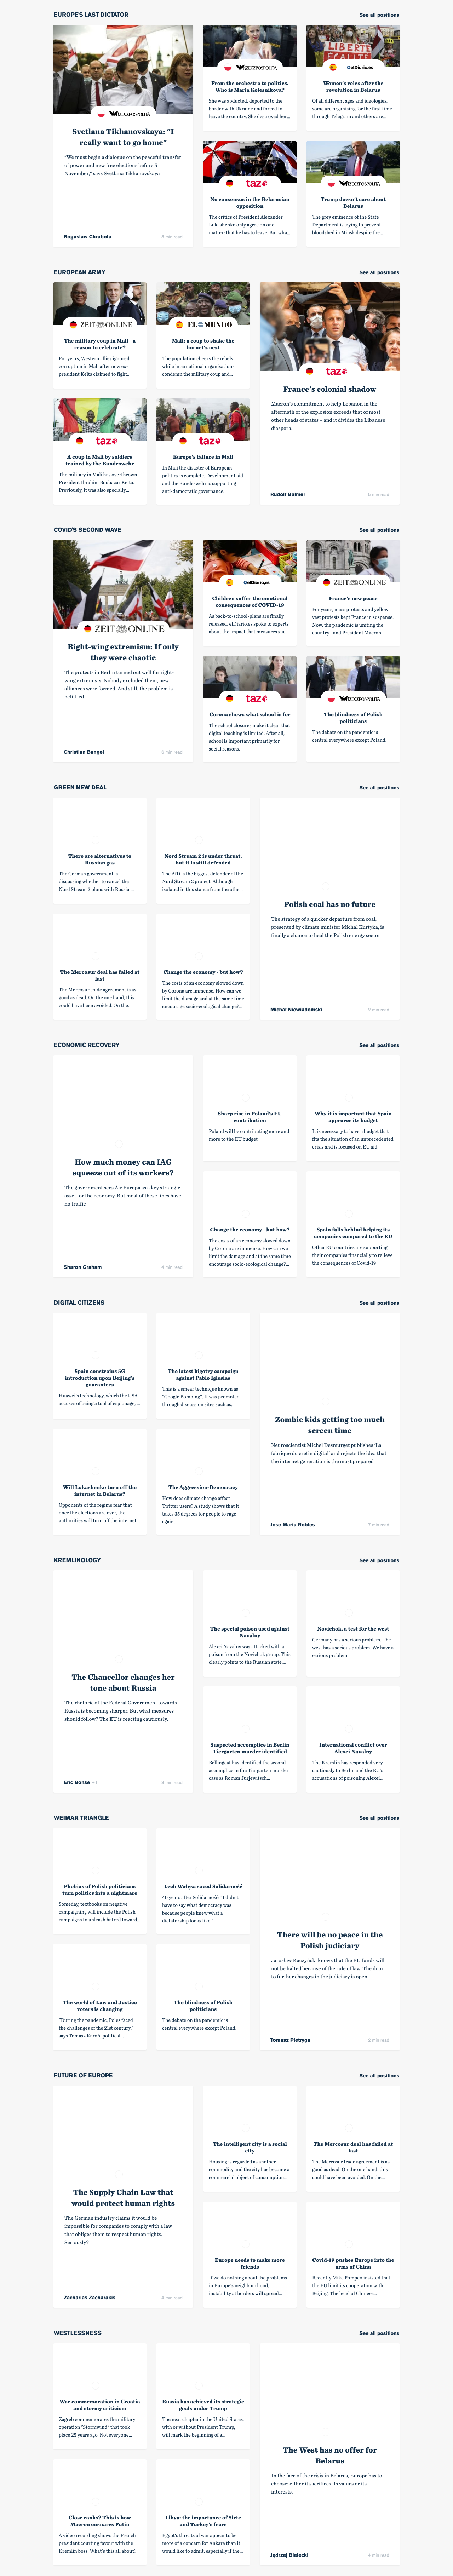 EUROPE'S LAST DICTATOR
See all positions
RZECZPOSPOLITA
Svetlana Tikhanovskaya: "I
really want to go home"
"We must begin a dialogue on the peaceful transfer
of power and new free elections before 5
November," says Svetlana Tikhanovskaya
Boguslaw Chrabota
8 min read
RZECZPOSPOLITA
From the orchestra to politics.
Who is Maria Kolesnikova?
She was abducted, deported to the
border with Ukraine and forced to
leave the country. She destroyed her...
elDiario.es
Women's roles after the
revolution in Belarus
Of all different ages and ideologies,
some are organising for the first time
through Telegram and others are...
taz
No consensus in the Belarusian
opposition
The critics of President Alexander
Lukashenko only agree on one
matter: that he has to leave. But wha...
RZECZPOSPOLITA
Trump doesn't care about
Belarus
The grey eminence of the State
Department is trying to prevent
bloodshed in Minsk despite the...
EUROPEAN ARMY
See all positions
ZEIT ONLINE
The military coup in Mali - a
reason to celebrate?
For years, Western allies ignored
corruption in Mali after now ex-
president Keïta claimed to fight...
EL MUNDO
Mali: a coup to shake the
hornet's nest
The population cheers the rebels
while international organisations
condemn the military coup and...
taz
A coup in Mali by soldiers
trained by the Bundeswehr
The military in Mali has overthrown
President Ibrahim Boubacar Keïta.
Previously, it was also specially...
taz
Europe's failure in Mali
In Mali the disaster of European
politics is complete. Development aid
and the Bundeswehr is supporting
anti-democratic governance.
taz
France's colonial shadow
Macron's commitment to help Lebanon in the
aftermath of the explosion exceeds that of most
other heads of states – and it divides the Lebanese
diaspora.
Rudolf Balmer
5 min read
COVID'S SECOND WAVE
See all positions
ZEIT ONLINE
Right-wing extremism: If only
they were chaotic
The protests in Berlin turned out well for right-
wing extremists. Nobody excluded them, new
alliances were formed. And still, the problem is
belittled.
Christian Bangel
9 min read
elDiario.es
Children suffer the emotional
consequences of COVID-19
As back-to-school-plans are finally
released, elDiario.es spoke to experts
about the impact that measures suc...
ZEIT ONLINE
France's new peace
For years, mass protests and yellow
vest protests kept France in suspense.
Now, the pandemic is uniting the
country - and President Macron...
taz
Corona shows what school is for
The school closures make it clear that
digital teaching is limited. After all,
school is important primarily for
social reasons.
RZECZPOSPOLITA
The blindness of Polish
politicians
The debate on the pandemic is
central everywhere except Poland.
GREEN NEW DEAL
See all positions
There are alternatives to
Russian gas
The German government is
discussing whether to cancel the
Nord Stream 2 plans with Russia....
Nord Stream 2 is under threat,
but it is still defended
The AfD is the biggest defender of the
Nord Stream 2 project. Although
isolated in this stance from the othe...
The Mercosur deal has failed at
last
The Mercosur trade agreement is as
good as dead. On the one hand, this
could have been avoided. On the...
Change the economy - but how?
The costs of an economy slowed down
by Corona are immense. How can we
limit the damage and at the same time
encourage socio-ecological change?...
Polish coal has no future
The strategy of a quicker departure from coal,
presented by climate minister Michał Kurtyka, is
finally a chance to heal the Polish energy sector
Michal Niewiadomski
2 min read
ECONOMIC RECOVERY
See all positions
How much money can IAG
squeeze out of its workers?
The government sees Air Europa as a key strategic
asset for the economy. But most of these lines have
no traffic
Sharon Graham
4 min read
Sharp rise in Poland's EU
contribution
Poland will be contributing more and
more to the EU budget
Why it is important that Spain
approves its budget
It is necessary to have a budget that
fits the situation of an unprecedented
crisis and is focused on EU aid.
Change the economy - but how?
The costs of an economy slowed down
by Corona are immense. How can we
limit the damage and at the same time
encourage socio-ecological change?...
Spain falls behind helping its
companies compared to the EU
Other EU countries are supporting
their companies financially to relieve
the consequences of Covid-19
DIGITAL CITIZENS
See all positions
Spain constrains 5G
introduction upon Beijing's
guarantees
Huawei's technology, which the USA
accuses of being a tool of espionage, ...
The latest bigotry campaign
against Pablo Iglesias
This is a smear technique known as
"Google Bombing". It was promoted
through discussion sites such as...
Will Lukashenko turn off the
internet in Belarus?
Opponents of the regime fear that
once the elections are over, the
authorities will turn off the internet...
The Aggression-Democracy
How does climate change affect
Twitter users? A study shows that it
takes 35 degrees for people to rage
again.
Zombie kids getting too much
screen time
Neuroscientist Michel Desmurget publishes 'La
fabrique du crétin digital' and rejects the idea that
the internet generation is the most prepared
Jose Maria Robles
7 min read
KREMLINOLOGY
See all positions
The Chancellor changes her
tone about Russia
The rhetoric of the Federal Government towards
Russia is becoming sharper. But what measures
should follow? The EU is reacting cautiously.
Eric Bonse +1
3 min read
The special poison used against
Navalny
Alexei Navalny was attacked with a
poison from the Novichok group. This
clearly points to the Russian state....
Novichok, a test for the west
Germany has a serious problem. The
west has a serious problem. We have a
serious problem.
Suspected accomplice in Berlin
Tiergarten murder identified
Bellingcat has identified the second
accomplice in the Tiergarten murder
case as Roman Jurjewitsch...
International conflict over
Alexei Navalny
The Kremlin has responded very
cautiously to Berlin and the EU's
accusations of poisoning Alexei...
WEIMAR TRIANGLE
See all positions
Phobias of Polish politicians
turn politics into a nightmare
Someday, textbooks on negative
campaigning will include the Polish
campaigns to unleash hatred toward...
Lech Wałęsa saved Solidarność
40 years after Solidarność: "I didn't
have to say what democracy was
because people knew what a
dictatorship looks like."
The world of Law and Justice
voters is changing
"During the pandemic, Poles faced
the challenges of the 21st century,"
says Tomasz Karoń, political...
The blindness of Polish
politicians
The debate on the pandemic is
central everywhere except Poland.
There will be no peace in the
Polish judiciary
Jarosław Kaczyński knows that the EU funds will
not be halted because of the rule of law. The door
to further changes in the judiciary is open.
Tomasz Pietryga
2 min read
FUTURE OF EUROPE
See all positions
The Supply Chain Law that
would protect human rights
The German industry claims it would be
impossible for companies to comply with a law
that obliges them to respect human rights.
Seriously?
Zacharias Zacharakis
6 min read
The intelligent city is a social
city
Housing is regarded as another
commodity and the city has become a
commercial object of consumption...
The Mercosur deal has failed at
last
The Mercosur trade agreement is as
good as dead. On the one hand, this
could have been avoided. On the...
Europe needs to make more
friends
If we do nothing about the problems
in Europe's neighbourhood,
instability at borders will spread...
Covid-19 pushes Europe into the
arms of China
Recently Mike Pompeo insisted that
the EU limit its cooperation with
Beijing. The head of Chinese...
WESTLESSNESS
See all positions
War commemoration in Croatia
and stormy criticism
Zagreb commemorates the military
operation "Stormwind" that took
place 25 years ago. Not everyone...
Russia has achieved its strategic
goals under Trump
The next chapter in the United States,
with or without President Trump,
will mark the beginning of a...
Close ranks? This is how
Macron ensnares Putin
A video recording shows the French
president courting favour with the
Kremlin boss. What's this all about?
Libya: the importance of Sirte
and Turkey's fears
Egypt's threats of war appear to be
more of a concern for Ankara than it
would like to admit, especially if the...
The West has no offer for
Belarus
In the face of the crisis in Belarus, Europe has to
choose: either it sacrifices its values or its
interests.
Jędrzej Bielecki
4 min read